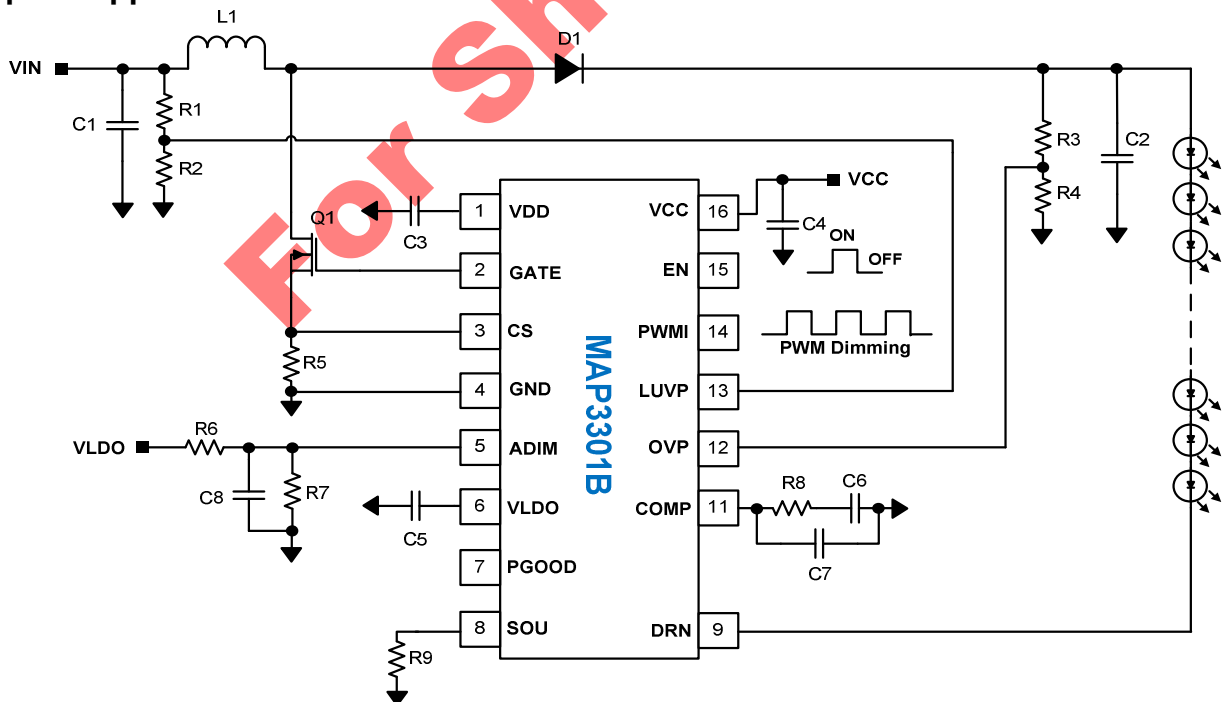 L1
D1
VIN
C1
R1
R2
R3
R4
C2
Q1
C3
1 VDD
2 GATE
3 CS
4 GND
5 ADIM
6 VLDO
7 PGOOD
8 SOU
MAP3301B
VCC 16
EN 15
PWMI 14
LUVP 13
OVP 12
COMP 11
DRN 9
VCC
C4
ON
OFF
PWM Dimming
R5
VLDO
R6
C8
R7
C5
R8
C6
C7
R9
For Sh